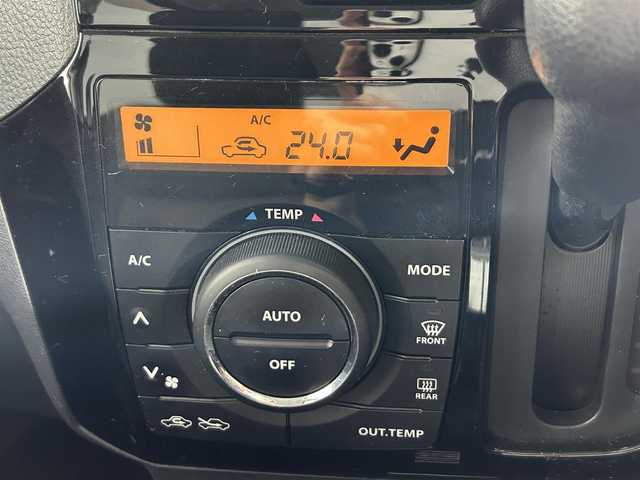 A/C
24.0
TEMP
A/C
MODE
AUTO
OFF
FRONT
REAR
OUT.TEMP